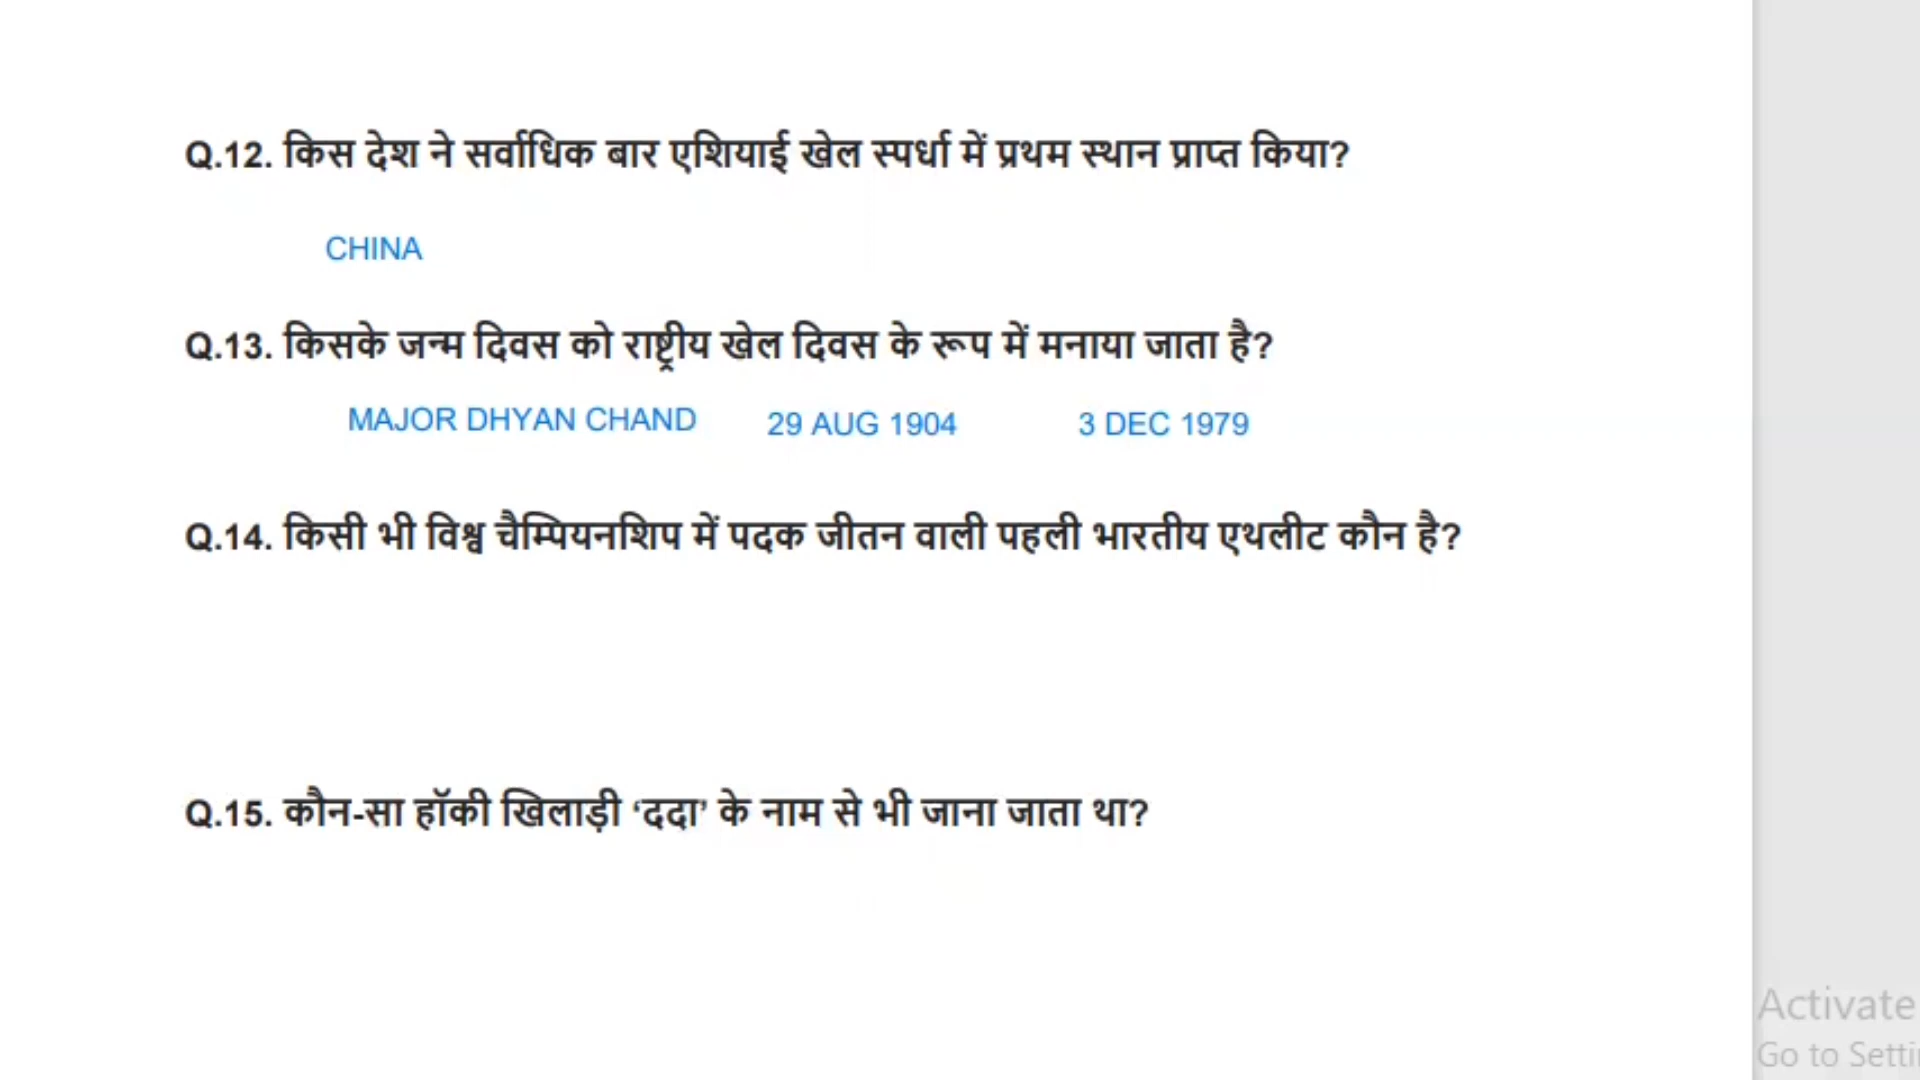 Q.12. किस देश ने सर्वाधिक बार एशियाई खेल स्पर्धा में प्रथम स्थान प्राप्त किया?
CHINA
Q.13. किसके जन्म दिवस को राष्ट्रीय खेल दिवस के रूप में मनाया जाता है?
MAJOR DHYAN CHAND 29 AUG 1904 3 DEC 1979
Q.14. किसी भी विश्व चैम्पियनशिप में पदक जीतन वाली पहली भारतीय एथलीट कौन है?
Q.15. कौन-सा हॉकी खिलाड़ी ‘ददा’ के नाम से भी जाना जाता था?
Activate
Go to Setti